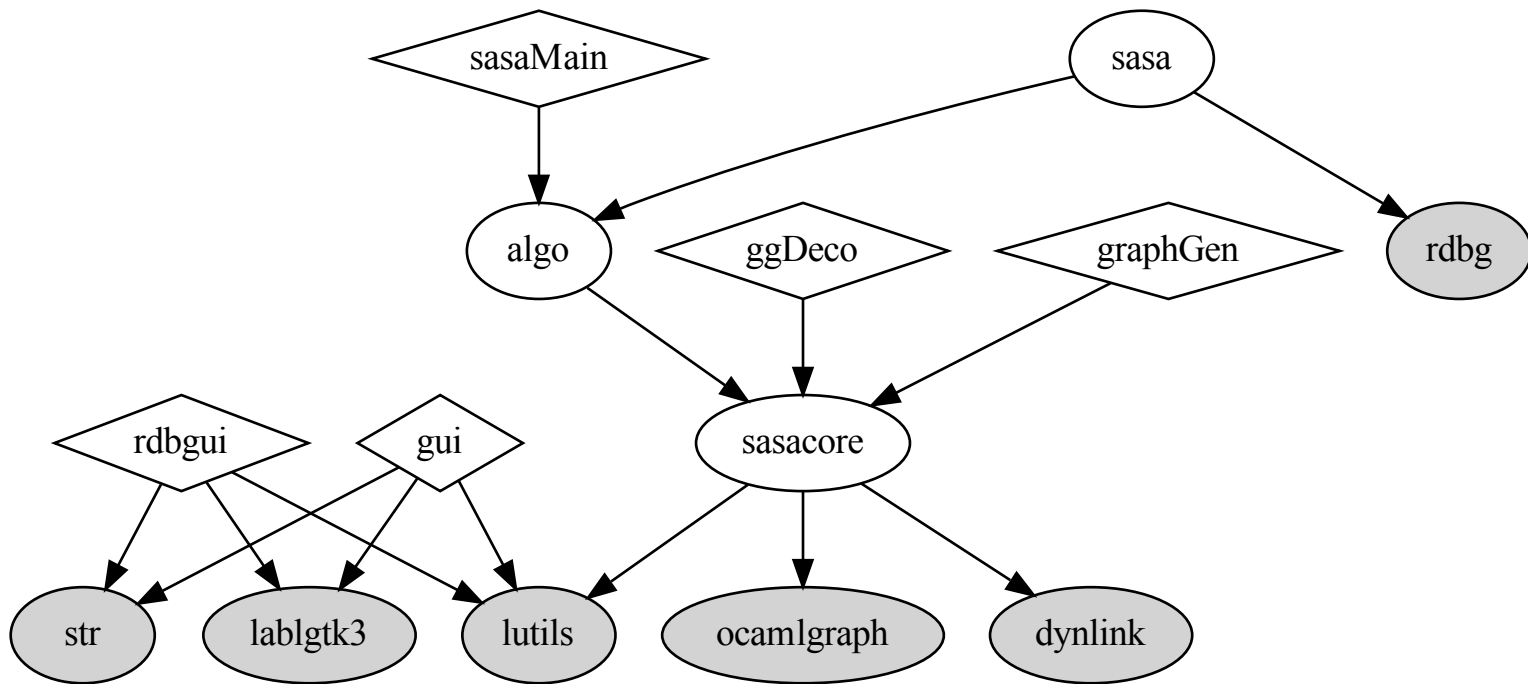 sasaMain
sasa
algo
ggDeco
graphGen
rdbg
rdbgui
gui
sasacore
str
lablgtk3
lutils
ocamlgraph
dynlink